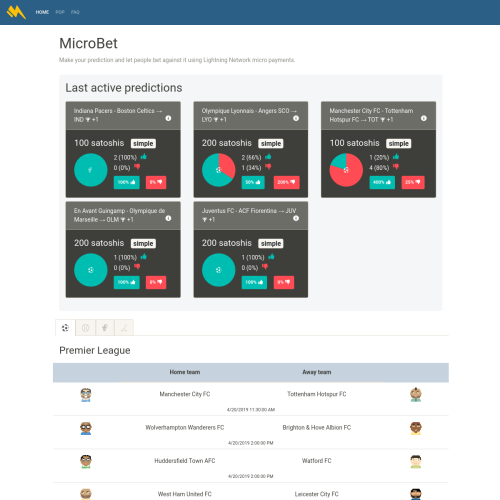 HOME POP FAQ
MicroBet
Make your prediction and let people bet against it using Lightning Network micro payments.
Last active predictions
Indiana Pacers - Boston Celtics →
IND +1
100 satoshis simple
2 (100%)
0 (0%)
100% 0%
Olympique Lyonnais - Angers SCO →
LYO +1
200 satoshis simple
2 (66%)
1 (34%)
50% 200%
Manchester City FC - Tottenham
Hotspur FC → TOT +1
100 satoshis simple
1 (20%)
4 (80%)
400% 25%
En Avant Guingamp - Olympique de
Marseille → OLM +1
200 satoshis simple
1 (100%)
0 (0%)
100% 0%
Juventus FC - ACF Fiorentina → JUV
+1
200 satoshis simple
1 (100%)
0 (0%)
100% 0%
Premier League
Home team Away team
Manchester City FC Tottenham Hotspur FC
4/20/2019 11:30:00 AM
Wolverhampton Wanderers FC Brighton & Hove Albion FC
4/20/2019 2:00:00 PM
Huddersfield Town AFC Watford FC
4/20/2019 2:00:00 PM
West Ham United FC Leicester City FC